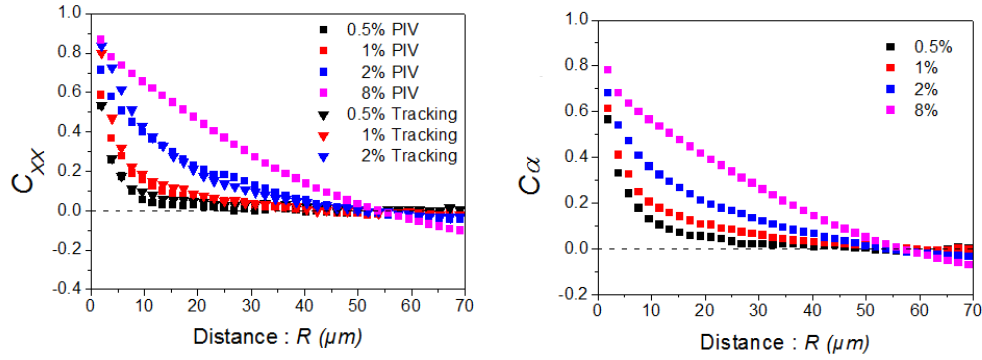 1.0
0.8
0.6
0.4
0.2
0.0
-0.2
-0.4
Cxx
0.5% PIV
1% PIV
2% PIV
8% PIV
0.5% Tracking
1% Tracking
2% Tracking
0 10 20 30 40 50 60 70
Distance : R (µm)
1.0
0.8
0.6
0.4
0.2
0.0
-0.2
Cα
0.5%
1%
2%
8%
0 10 20 30 40 50 60 70
Distance : R (µm)